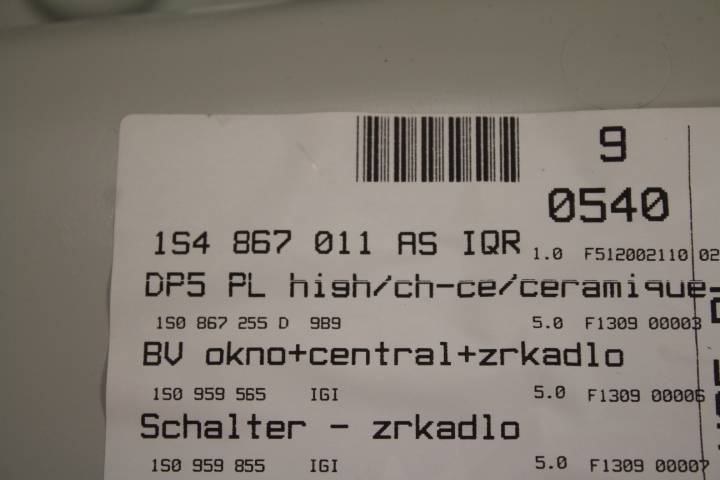 9
0540
1S4 867 011 AS IQR 1.0 F512002110 02
DP5 PL high/ch-ce/ceramique
1S0 867 255 D 9B9 5.0 F1309 00003
BV okno+central+zrkadlo
1S0 959 565 IGI 5.0 F1309 00006
Schalter - zrkadlo
1S0 959 855 IGI 5.0 F1309 00007